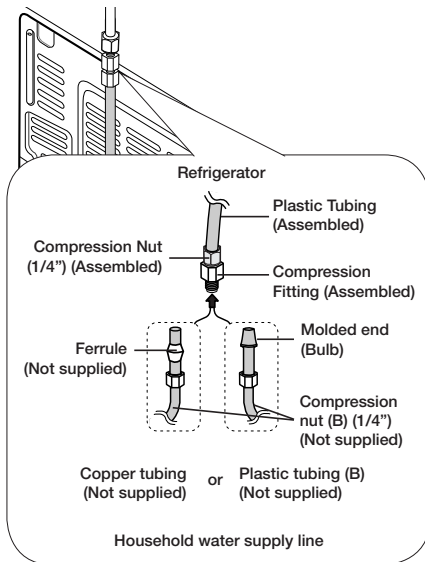 Refrigerator
Plastic Tubing
(Assembled)
Compression Nut
(1/4”) (Assembled)
Compression
Fitting (Assembled)
Ferrule
(Not supplied)
Molded end
(Bulb)
Compression
nut (B) (1/4”)
(Not supplied)
Copper tubing
(Not supplied)
or
Plastic tubing (B)
(Not supplied)
Household water supply line